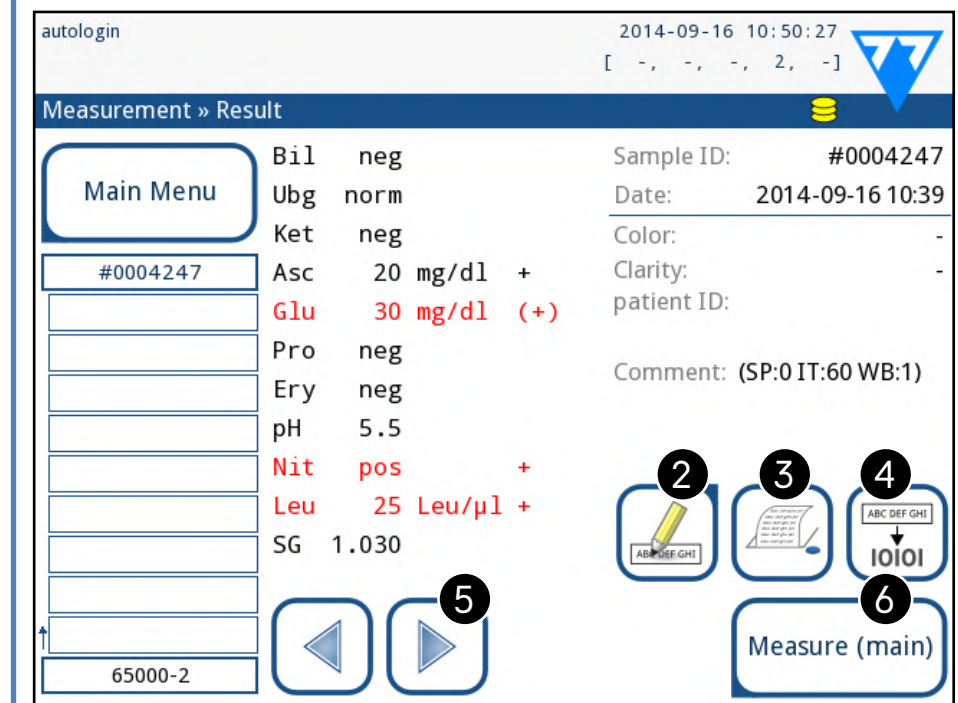 autologin
2014-09-16 10:50:27
[ -, -, -, 2, -]
Measurement » Result
Main Menu
#0004247
65000-2
Bil neg
Ubg norm
Ket neg
Asc 20 mg/dl +
Glu 30 mg/dl (+)
Pro neg
Ery neg
pH 5.5
Nit pos +
Leu 25 Leu/µl +
SG 1.030
Sample ID: #0004247
Date: 2014-09-16 10:39
Color: -
Clarity: -
patient ID:
Comment: (SP:0 IT:60 WB:1)
2
3
4
ABC DEF GHI
ABC DEF GHI
IOIOI
5
6
Measure (main)